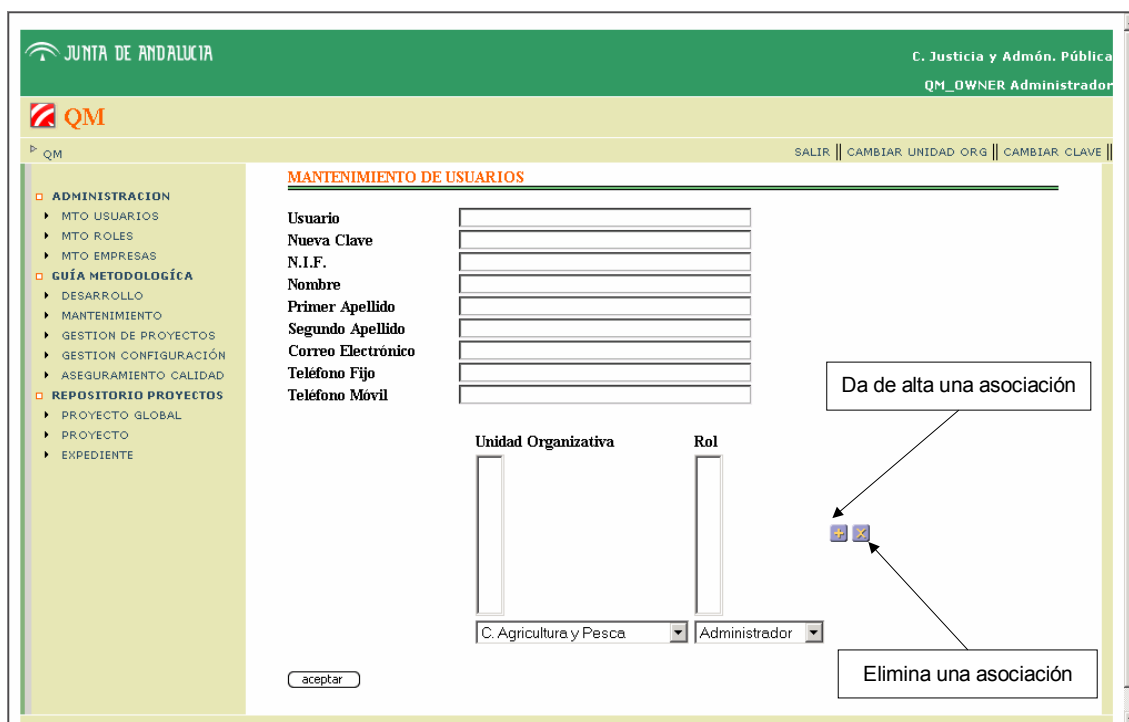 JUNTA DE ANDALUCIA
C. Justicia y Admón. Pública
QM_OWNER Administrador
QM
QM
SALIR || CAMBIAR UNIDAD ORG || CAMBIAR CLAVE ||
ADMINISTRACION
MTO USUARIOS
MTO ROLES
MTO EMPRESAS
GUÍA METODOLOGÍCA
DESARROLLO
MANTENIMIENTO
GESTION DE PROYECTOS
GESTION CONFIGURACIÓN
ASEGURAMIENTO CALIDAD
REPOSITORIO PROYECTOS
PROYECTO GLOBAL
PROYECTO
EXPEDIENTE
MANTENIMIENTO DE USUARIOS
Usuario
Nueva Clave
N.I.F.
Nombre
Primer Apellido
Segundo Apellido
Correo Electrónico
Teléfono Fijo
Teléfono Móvil
Da de alta una asociación
Unidad Organizativa Rol
C. Agricultura y Pesca Administrador
Elimina una asociación
aceptar